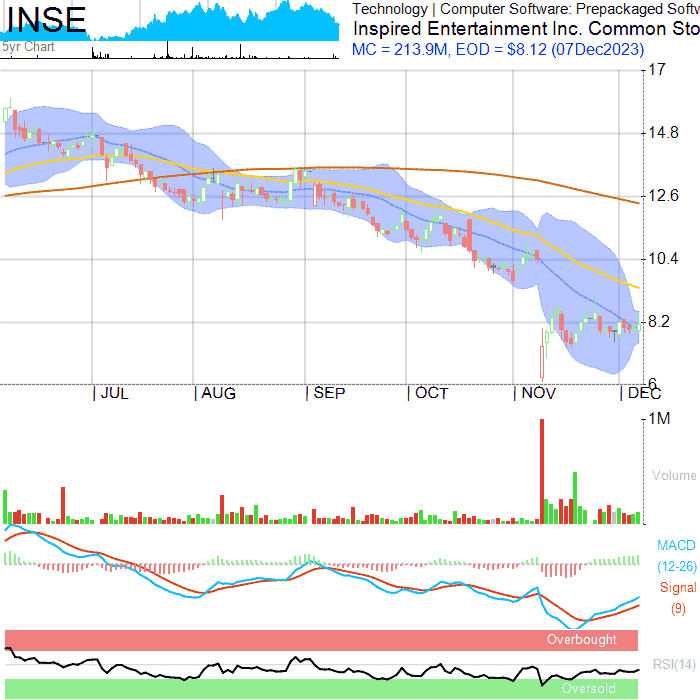 INSE
5yr Chart
Technology | Computer Software: Prepackaged Softw
Inspired Entertainment Inc. Common Sto
MC = 213.9M, EOD = $8.12 (07Dec2023)
17
14.8
12.6
10.4
8.2
6
JUL AUG SEP OCT NOV DEC
1M
Volume
MACD
(12-26)
Signal
(9)
Overbought
RSI(14)
Oversold